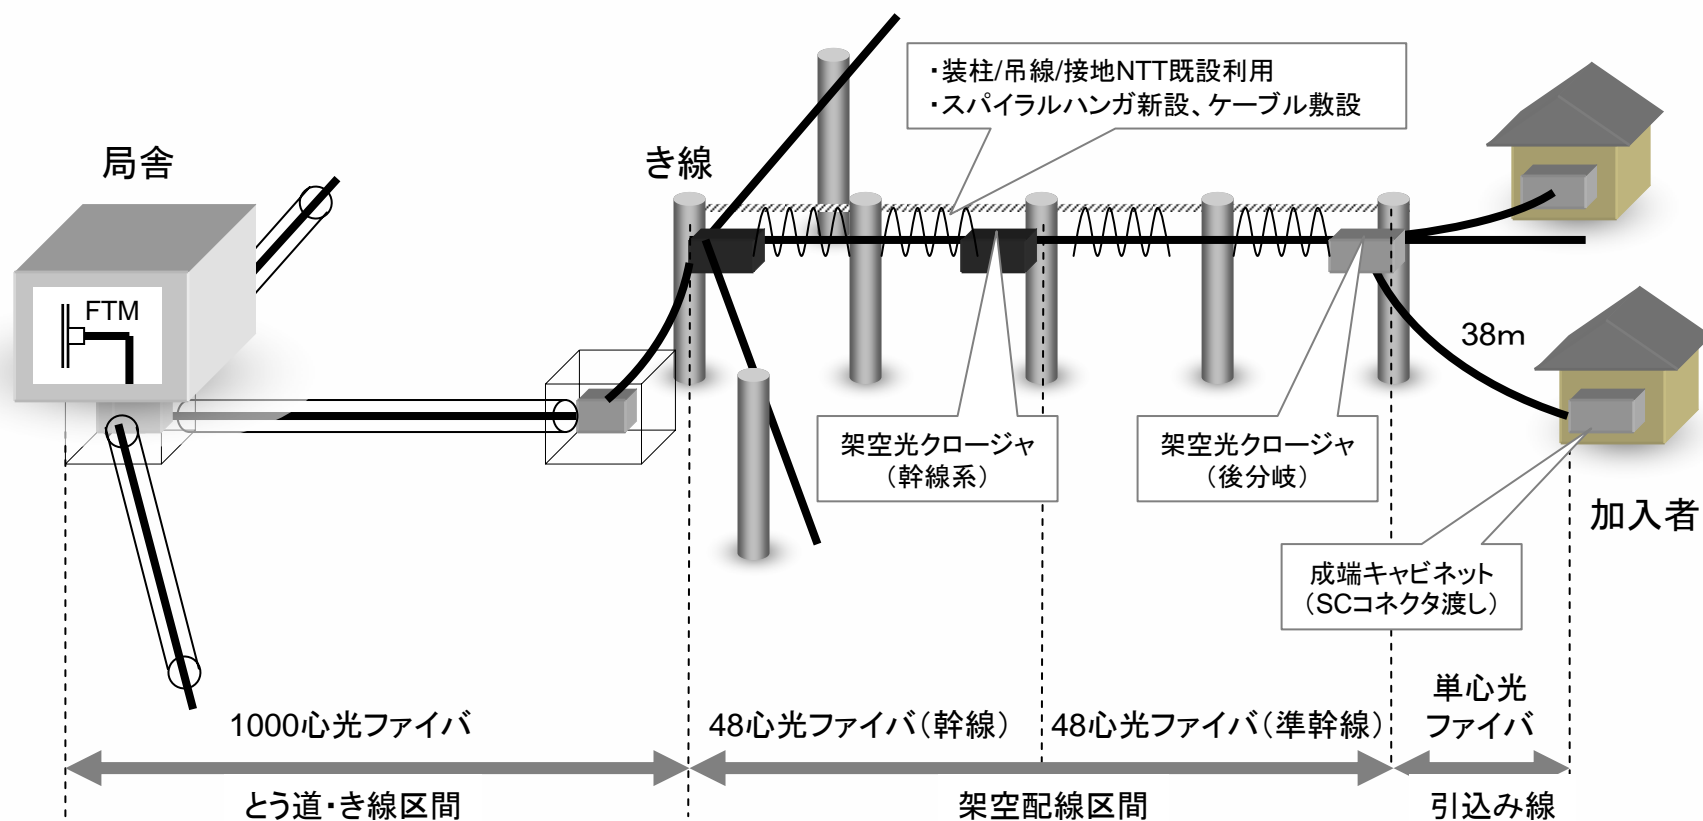 ・装柱/吊線/接地NTT既設利用
・スパイラルハンガ新設、ケーブル敷設
局舎
き線
FTM
38m
架空光クロージャ
（幹線系）
架空光クロージャ
（後分岐）
加入者
成端キャビネット
（SCコネクタ渡し）
1000心光ファイバ
48心光ファイバ（幹線）
48心光ファイバ（準幹線）
単心光
ファイバ
とう道・き線区間
架空配線区間
引込み線